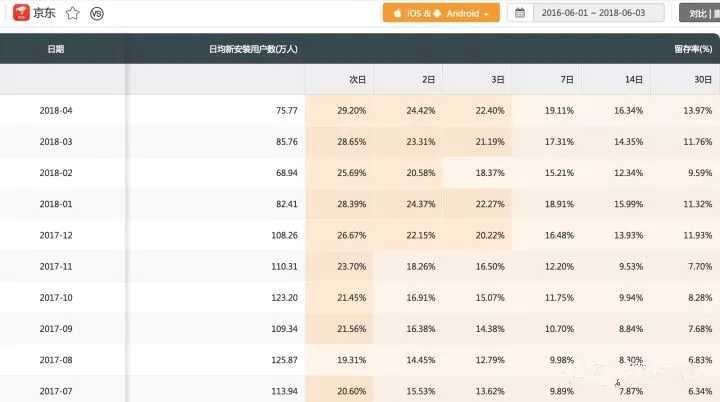 京东 VS iOS & Android 2016-06-01 ~ 2018-06-03 对比
日期 日均新安装用户数(万人) 留存率(%)
次日 2日 3日 7日 14日 30日
2018-04 75.77 29.20% 24.42% 22.40% 19.11% 16.34% 13.97%
2018-03 85.76 28.65% 23.31% 21.19% 17.31% 14.35% 11.76%
2018-02 68.94 25.69% 20.58% 18.37% 15.21% 12.34% 9.59%
2018-01 82.41 28.39% 24.37% 22.27% 18.91% 15.99% 11.32%
2017-12 108.26 26.67% 22.15% 20.22% 16.48% 13.93% 11.93%
2017-11 110.31 23.70% 18.26% 16.50% 12.20% 9.53% 7.70%
2017-10 123.20 21.45% 16.91% 15.07% 11.75% 9.94% 8.28%
2017-09 109.34 21.56% 16.38% 14.38% 10.70% 8.84% 7.68%
2017-08 125.87 19.31% 14.45% 12.79% 9.98% 8.30% 6.83%
2017-07 113.94 20.60% 15.53% 13.62% 9.89% 7.87% 6.34%